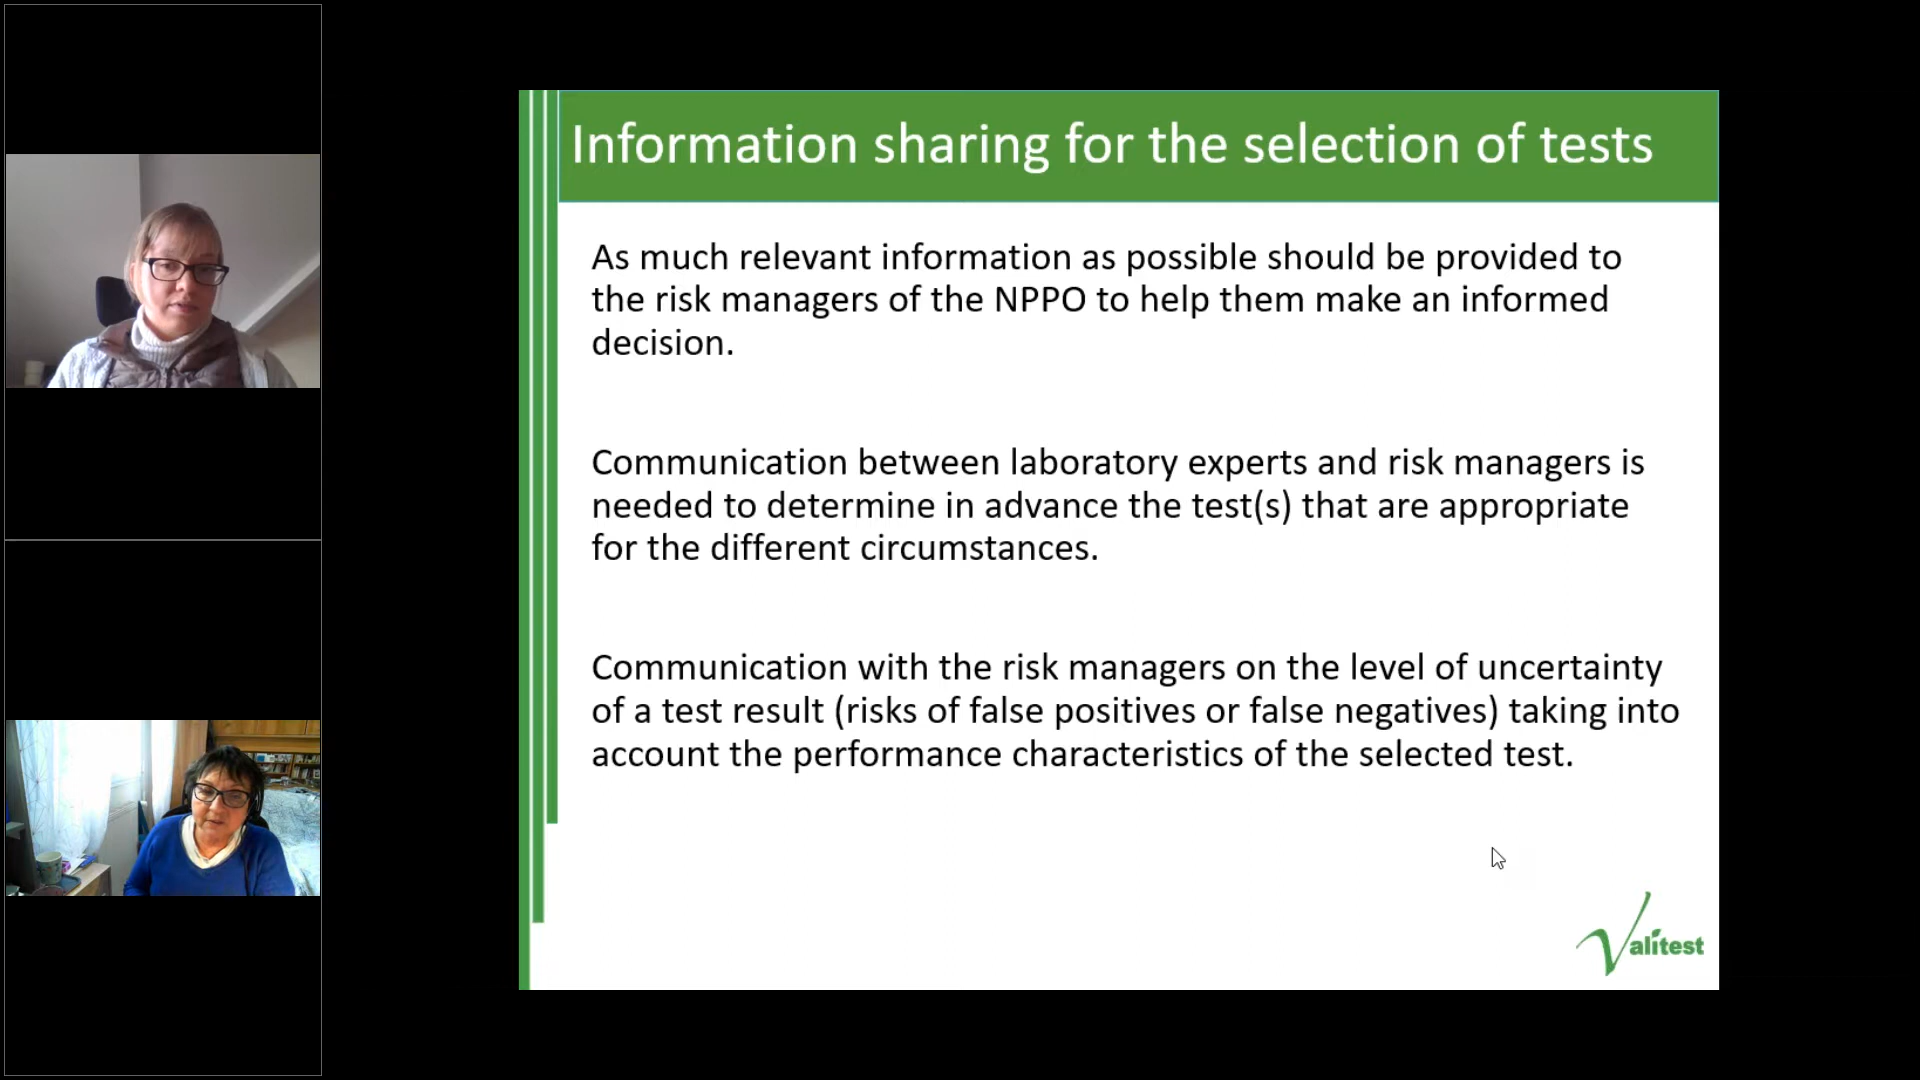 Information sharing for the selection of tests
As much relevant information as possible should be provided to
the risk managers of the NPPO to help them make an informed
decision.
Communication between laboratory experts and risk managers is
needed to determine in advance the test(s) that are appropriate
for the different circumstances.
Communication with the risk managers on the level of uncertainty
of a test result (risks of false positives or false negatives) taking into
account the performance characteristics of the selected test.
Valitest